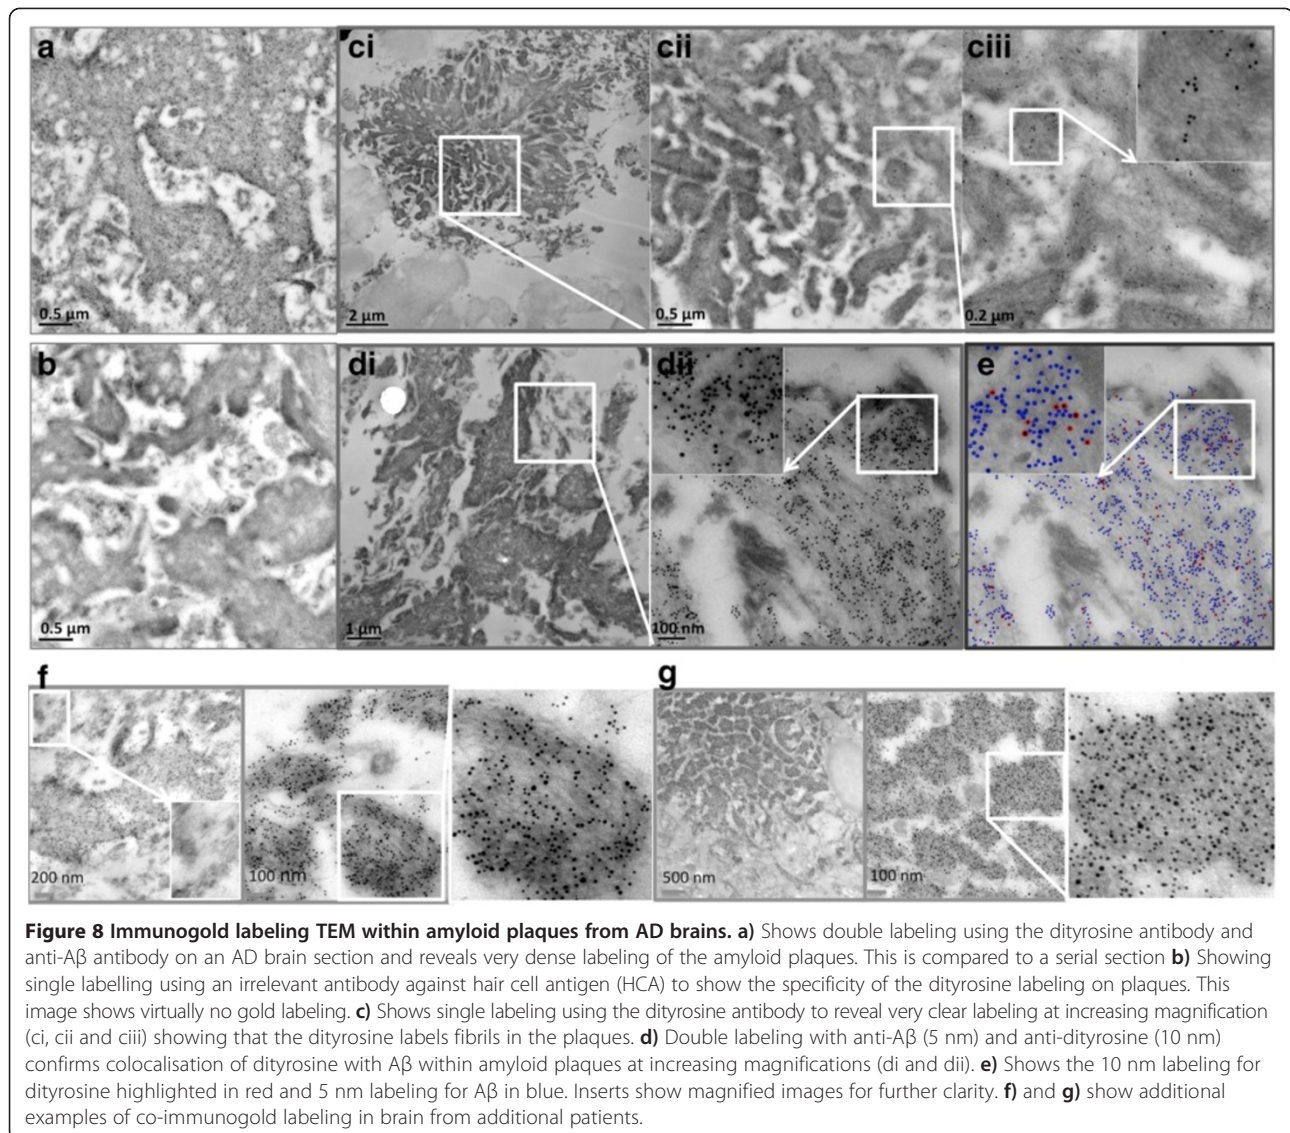 a
ci
cii
ciii
0.5 µm
2 µm
0.5 µm
0.2 µm
b
di
dii
e
0.5 µm
1 µm
100 nm
f
g
200 nm
100 nm
500 nm
100 nm
Figure 8 Immunogold labeling TEM within amyloid plaques from AD brains. a) Shows double labeling using the dityrosine antibody and
anti-Aβ antibody on an AD brain section and reveals very dense labeling of the amyloid plaques. This is compared to a serial section b) Showing
single labelling using an irrelevant antibody against hair cell antigen (HCA) to show the specificity of the dityrosine labeling on plaques. This
image shows virtually no gold labeling. c) Shows single labeling using the dityrosine antibody to reveal very clear labeling at increasing magnification
(ci, cii and ciii) showing that the dityrosine labels fibrils in the plaques. d) Double labeling with anti-Aβ (5 nm) and anti-dityrosine (10 nm)
confirms colocalisation of dityrosine with Aβ within amyloid plaques at increasing magnifications (di and dii). e) Shows the 10 nm labeling for
dityrosine highlighted in red and 5 nm labeling for Aβ in blue. Inserts show magnified images for further clarity. f) and g) show additional
examples of co-immunogold labeling in brain from additional patients.